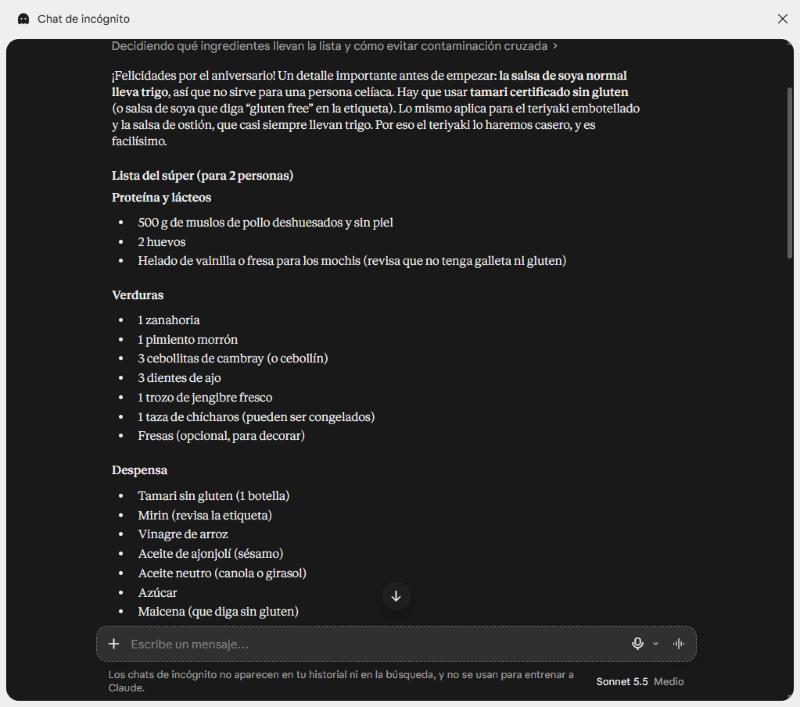 Chat de incógnito
Decidiendo qué ingredientes llevan la lista y cómo evitar contaminación cruzada
¡Felicidades por el aniversario! Un detalle importante antes de empezar: la salsa de soya normal
lleva trigo, así que no sirve para una persona celíaca. Hay que usar tamari certificado sin gluten
(o salsa de soya que diga “gluten free” en la etiqueta). Lo mismo aplica para el teriyaki embotellado
y la salsa de ostión, que casi siempre llevan trigo. Por eso el teriyaki lo haremos casero, y es
facilísimo.
Lista del súper (para 2 personas)
Proteína y lácteos
• 500 g de muslos de pollo deshuesados y sin piel
• 2 huevos
• Helado de vainilla o fresa para los mochis (revisa que no tenga galleta ni gluten)
Verduras
• 1 zanahoria
• 1 pimiento morrón
• 3 cebollitas de cambray (o cebollín)
• 3 dientes de ajo
• 1 trozo de jengibre fresco
• 1 taza de chícharos (pueden ser congelados)
• Fresas (opcional, para decorar)
Despensa
• Tamari sin gluten (1 botella)
• Mirin (revisa la etiqueta)
• Vinagre de arroz
• Aceite de ajonjolí (sésamo)
• Aceite neutro (canola o girasol)
• Azúcar
• Maicena (que diga sin gluten)
Escribe un mensaje...
Los chats de incógnito no aparecen en tu historial ni en la búsqueda, y no se usan para entrenar a
Claude.
Sonnet 5.5 Medio